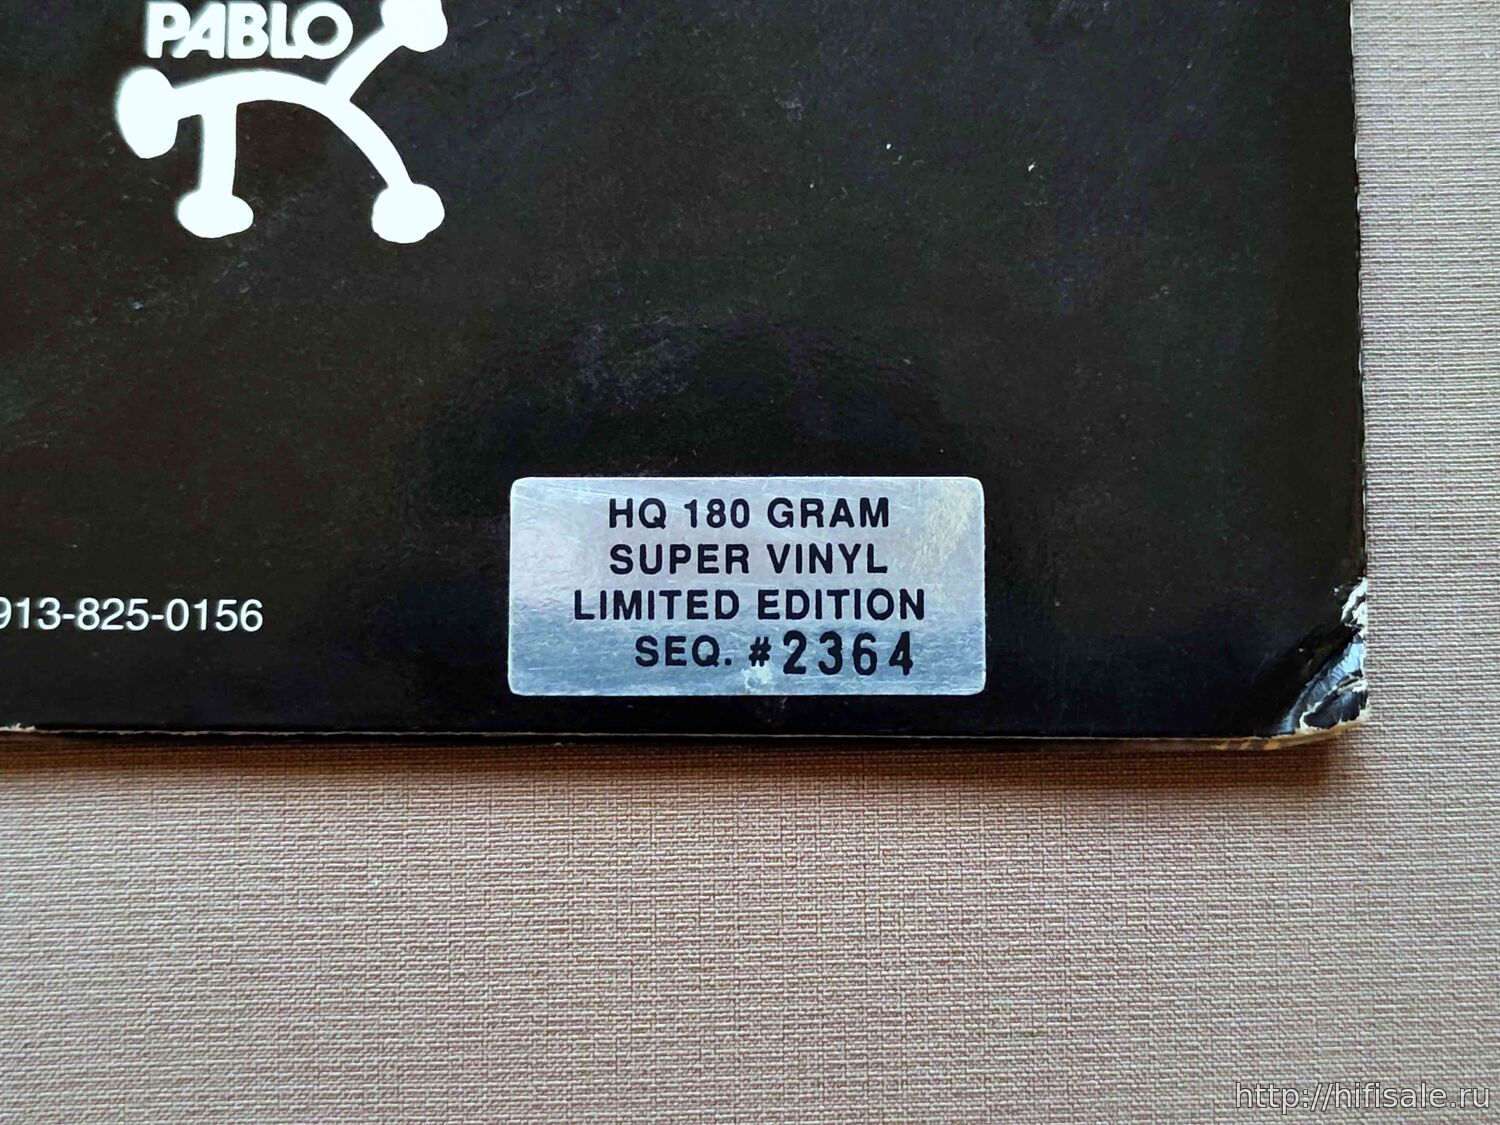 PABLO
913-825-0156
HQ 180 GRAM
SUPER VINYL
LIMITED EDITION
SEQ. #2364
http://hifisale.ru